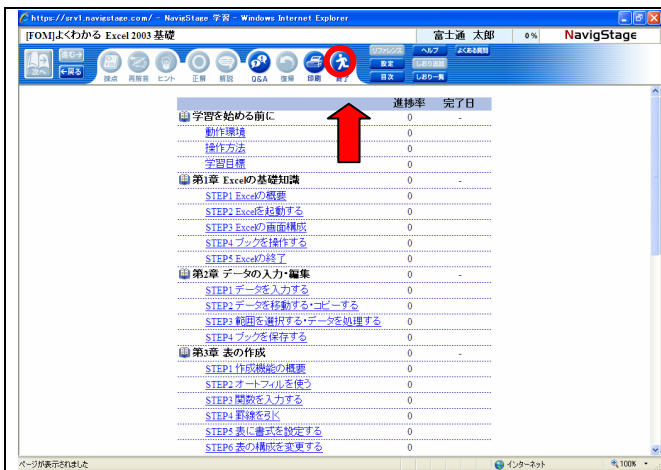 https://srv1.navigstage.com/ - NavigStage 学習 - Windows Internet Explorer
[FOM]よくわかる Excel 2003 基礎
富士通 太郎
0%
NavigStage
次へ
進む→
←戻る
採点 再解答 ヒント 正解 解説 Q&A 復帰 印刷 終了
リファレンス ヘルプ よくある質問
設定 しおり追加
目次 しおり一覧
進捗率 完了日
学習を始める前に 0 -
動作環境 0
操作方法 0
学習目標 0
第1章 Excelの基礎知識 0 -
STEP1 Excelの概要 0
STEP2 Excelを起動する 0
STEP3 Excelの画面構成 0
STEP4 ブックを操作する 0
STEP5 Excelの終了 0
第2章 データの入力・編集 0 -
STEP1 データを入力する 0
STEP2 データを移動する・コピーする 0
STEP3 範囲を選択する・データを処理する 0
STEP4 ブックを保存する 0
第3章 表の作成 0 -
STEP1 作成機能の概要 0
STEP2 オートフィルを使う 0
STEP3 関数を入力する 0
STEP4 罫線を引く 0
STEP5 表に書式を設定する 0
STEP6 表の構成を変更する 0
ページが表示されました
インターネット
100%